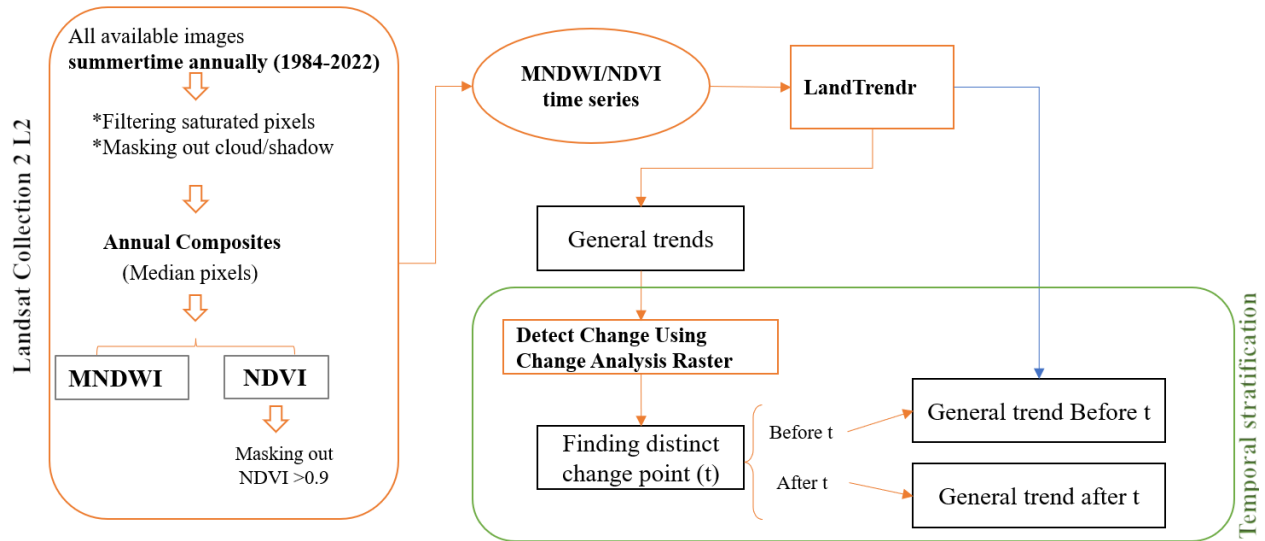 Landsat Collection 2 L2
All available images
summertime annually (1984-2022)
*Filtering saturated pixels
*Masking out cloud/shadow
Annual Composites
(Median pixels)
MNDWI
NDVI
Masking out
NDVI >0.9
MNDWI/NDVI
time series
LandTrendr
General trends
Detect Change Using
Change Analysis Raster
Finding distinct
change point (t)
Before t
After t
General trend Before t
General trend after t
Temporal stratification